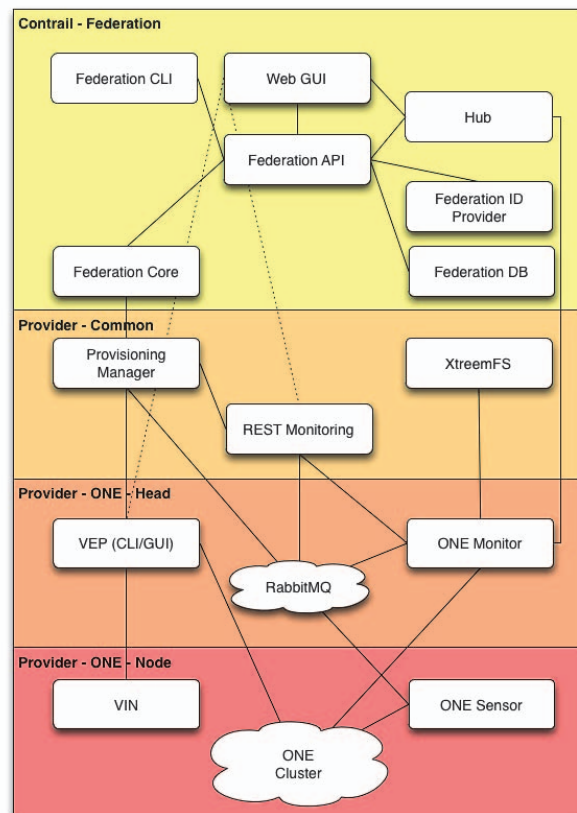 Contrail - Federation
Federation CLI
Web GUI
Hub
Federation API
Federation ID
Provider
Federation Core
Federation DB
Provider - Common
Provisioning
Manager
XtreemFS
REST Monitoring
Provider - ONE - Head
VEP (CLI/GUI)
ONE Monitor
RabbitMQ
Provider - ONE - Node
VIN
ONE Sensor
ONE
Cluster